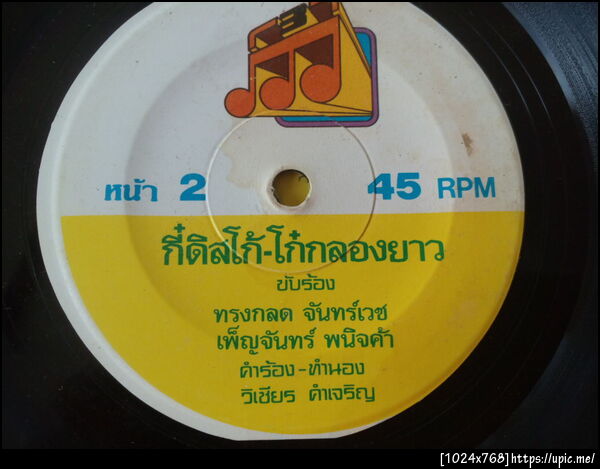 หน้า 2 45 RPM
กี๋ดิสโก้-โก๋กลองยาว
ขับร้อง
ทรงกลด จันทร์เวช
เพ็ญจันทร์ พนิจค้า
คำร้อง-ทำนอง
วิเชียร คำเจริญ
[1024x768]https://upic.me/